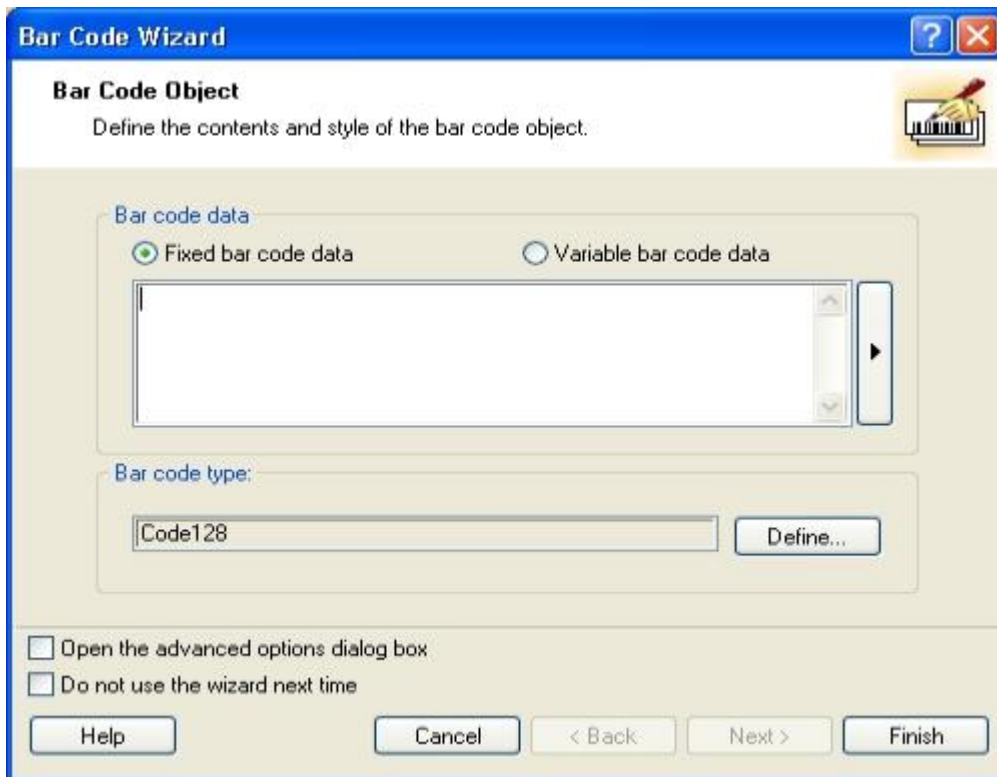 Bar Code Wizard
Bar Code Object
Define the contents and style of the bar code object.
Bar code data
Fixed bar code data Variable bar code data
Bar code type:
Code128 Define...
Open the advanced options dialog box
Do not use the wizard next time
Help Cancel < Back Next > Finish